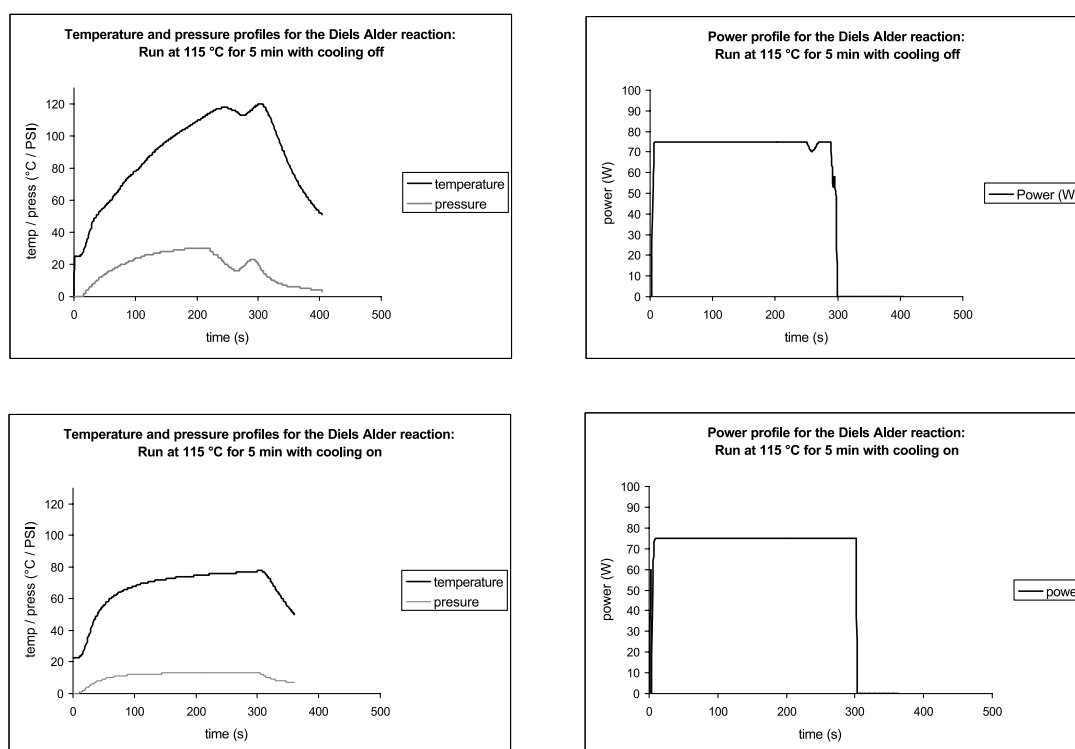 Temperature and pressure profiles for the Diels Alder reaction:
Run at 115 °C for 5 min with cooling off
temp / press (°C / PSI)
120
100
80
60
40
20
0
0 100 200 300 400 500
time (s)
temperature
pressure
Power profile for the Diels Alder reaction:
Run at 115 °C for 5 min with cooling off
power (W)
100
90
80
70
60
50
40
30
20
10
0
0 100 200 300 400 500
time (s)
Power (W
Temperature and pressure profiles for the Diels Alder reaction:
Run at 115 °C for 5 min with cooling on
temp / press (°C / PSI)
120
100
80
60
40
20
0
0 100 200 300 400 500
time (s)
temperature
presure
Power profile for the Diels Alder reaction:
Run at 115 °C for 5 min with cooling on
power (W)
100
90
80
70
60
50
40
30
20
10
0
0 100 200 300 400 500
time (s)
powe